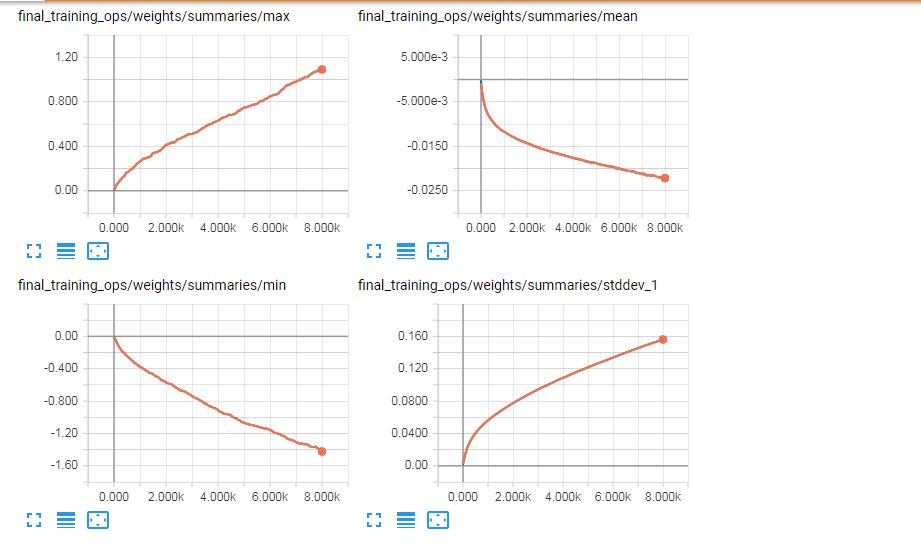 final_training_ops/weights/summaries/max
1.20
0.800
0.400
0.00
0.000 2.000k 4.000k 6.000k 8.000k
final_training_ops/weights/summaries/mean
5.000e-3
-5.000e-3
-0.0150
-0.0250
0.000 2.000k 4.000k 6.000k 8.000k
final_training_ops/weights/summaries/min
0.00
-0.400
-0.800
-1.20
-1.60
0.000 2.000k 4.000k 6.000k 8.000k
final_training_ops/weights/summaries/stddev_1
0.160
0.120
0.0800
0.0400
0.00
0.000 2.000k 4.000k 6.000k 8.000k